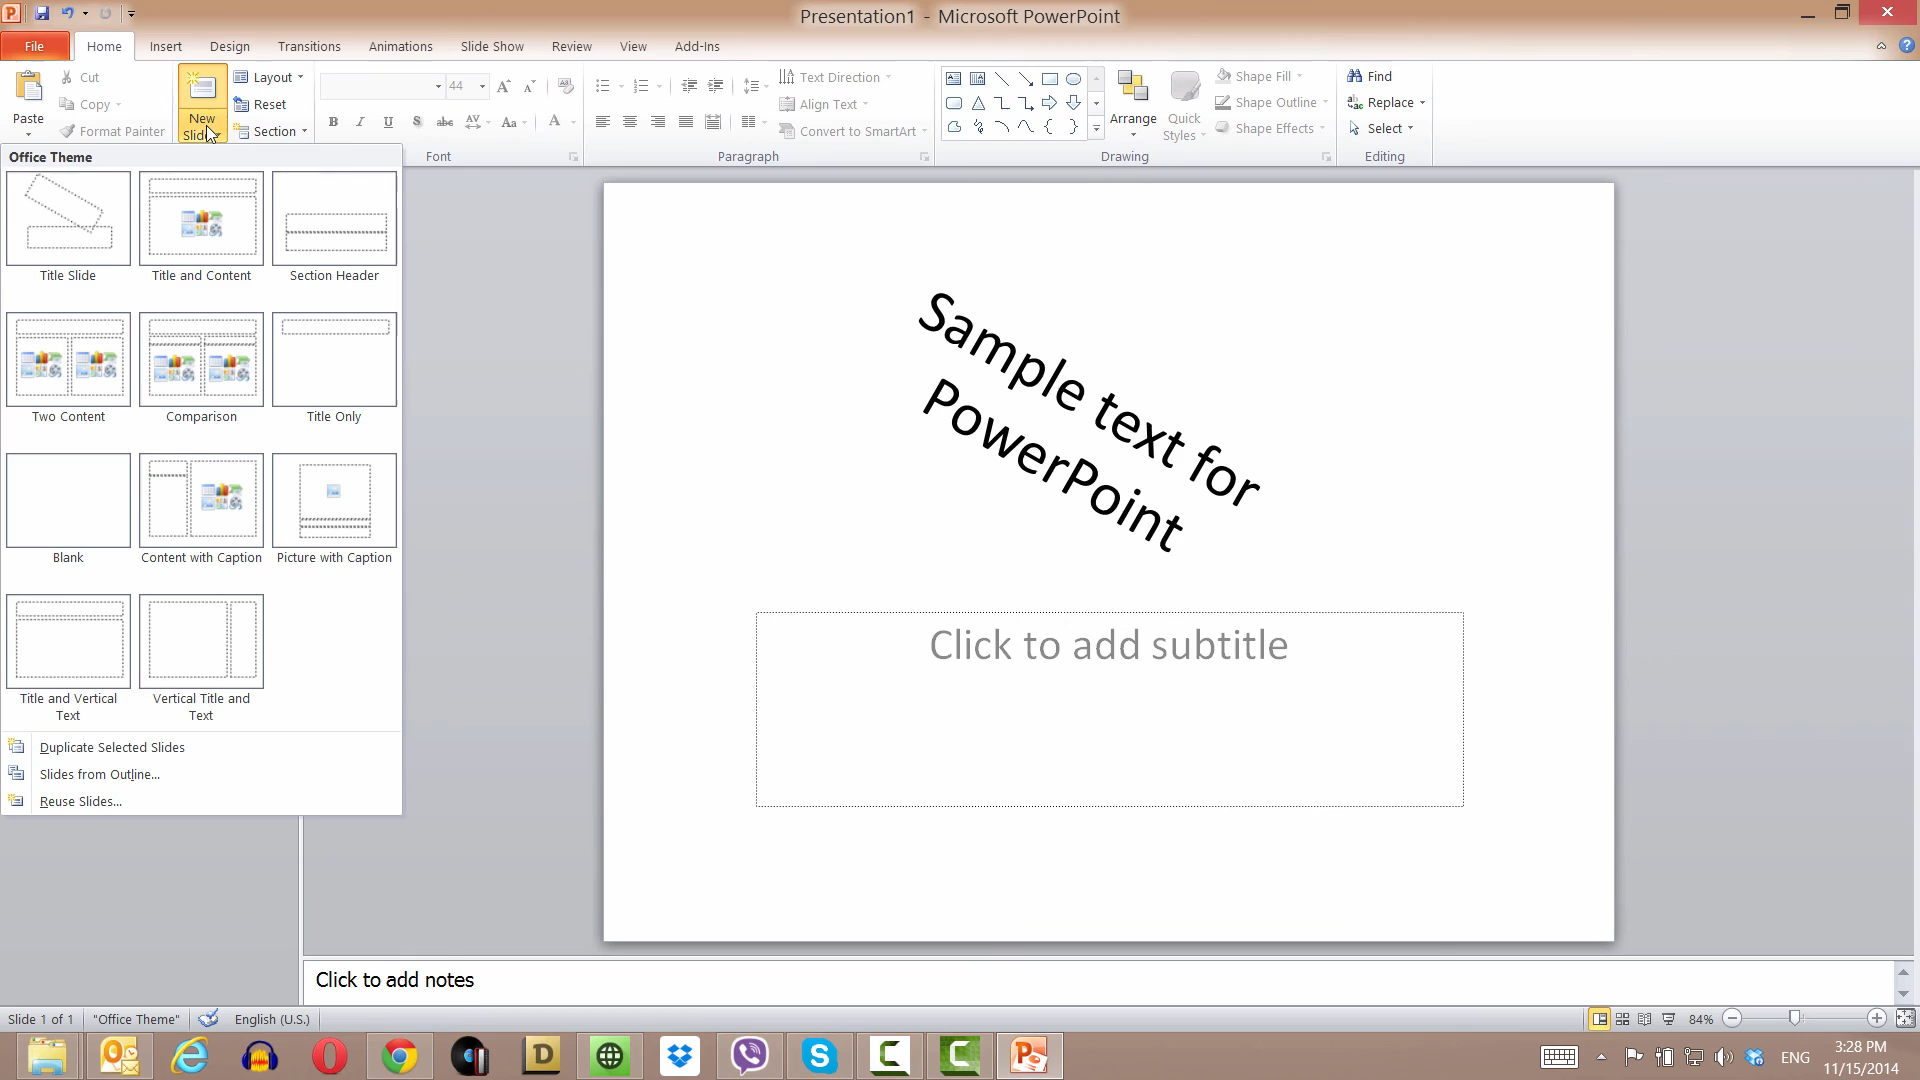 Presentation1 - Microsoft PowerPoint
File Home Insert Design Transitions Animations Slide Show Review View Add-Ins
Paste
Cut
Copy
Format Painter
New
Slide
Layout
Reset
Section
44
Text Direction
Align Text
Convert to SmartArt
Arrange
Quick
Styles
Shape Fill
Shape Outline
Shape Effects
Find
Replace
Select
Font
Paragraph
Drawing
Editing
Office Theme
Title Slide
Title and Content
Section Header
Two Content
Comparison
Title Only
Blank
Content with Caption
Picture with Caption
Title and Vertical
Text
Vertical Title and
Text
Duplicate Selected Slides
Slides from Outline...
Reuse Slides...
Sample text for
PowerPoint
Click to add subtitle
Click to add notes
Slide 1 of 1 "Office Theme" English (U.S.) 84%
ENG
3:28 PM
11/15/2014